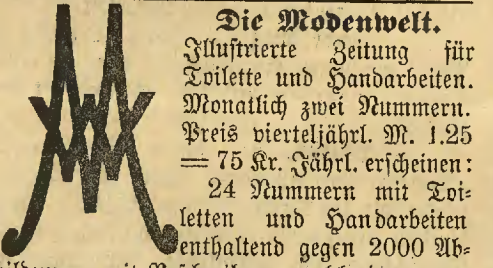 Die Modenwelt.
Illustrierte Zeitung für
Toilette und Handarbeiten.
Monatlich zwei Nummern.
Preis vierteljährl. M. 1.25
= 75 Kr. Jährl. erscheinen:
24 Nummern mit Toi=
letten und Handarbeiten
enthaltend gegen 2000 Ab=